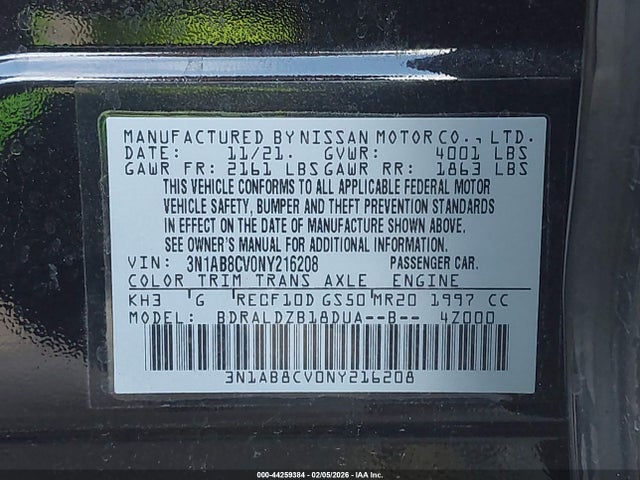 MANUFACTURED BY NISSAN MOTOR CO., LTD.
DATE: 11/21. GVWR: 4001 LBS
GAWR FR: 2161 LBS GAWR RR: 1863 LBS
THIS VEHICLE CONFORMS TO ALL APPLICABLE FEDERAL MOTOR
VEHICLE SAFETY, BUMPER AND THEFT PREVENTION STANDARDS
IN EFFECT ON THE DATE OF MANUFACTURE SHOWN ABOVE.
SEE OWNER'S MANUAL FOR ADDITIONAL INFORMATION.
VIN: 3N1AB8CV0NY216208 PASSENGER CAR.
COLOR TRIM TRANS AXLE ENGINE
KH3 G RECF10D GS50 MR20 1997 CC
MODEL: BDRALDZB18DUA--B-- 4Z000
3N1AB8CV0NY216208
000-44259384 - 02/05/2026 - IAA Inc.